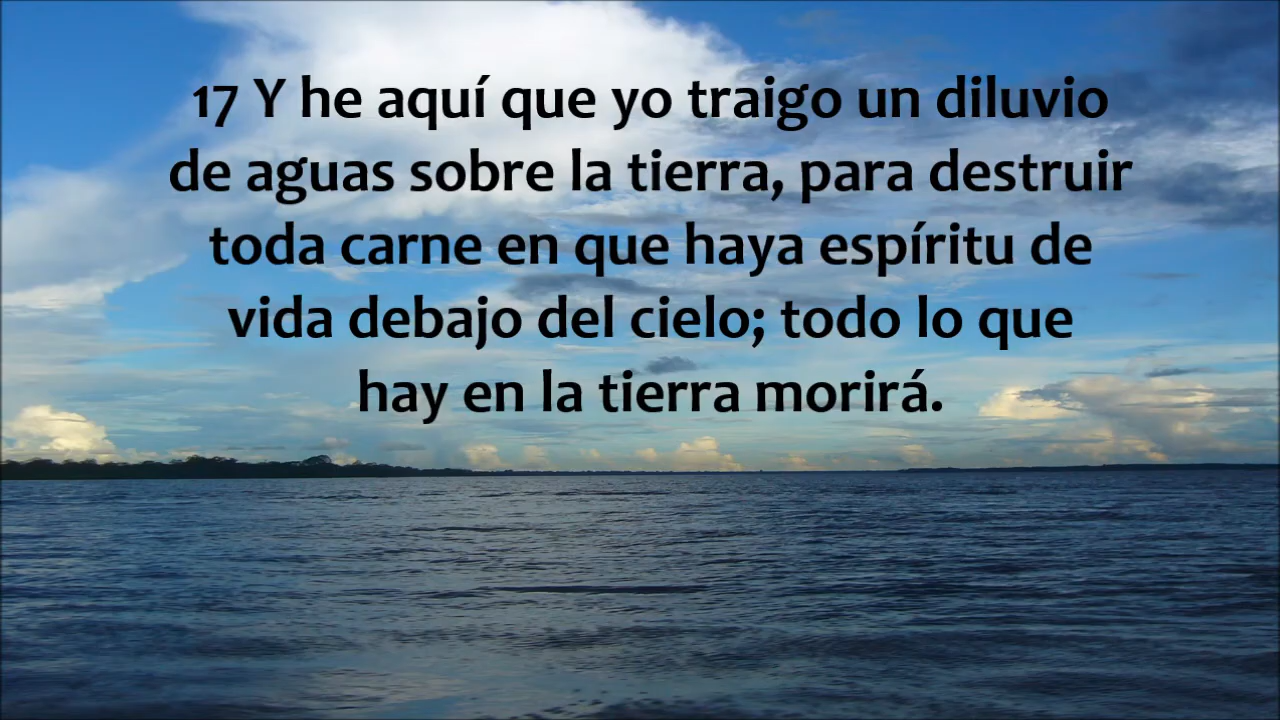 17 Y he aquí que yo traigo un diluvio
de aguas sobre la tierra, para destruir
toda carne en que haya espíritu de
vida debajo del cielo; todo lo que
hay en la tierra morirá.